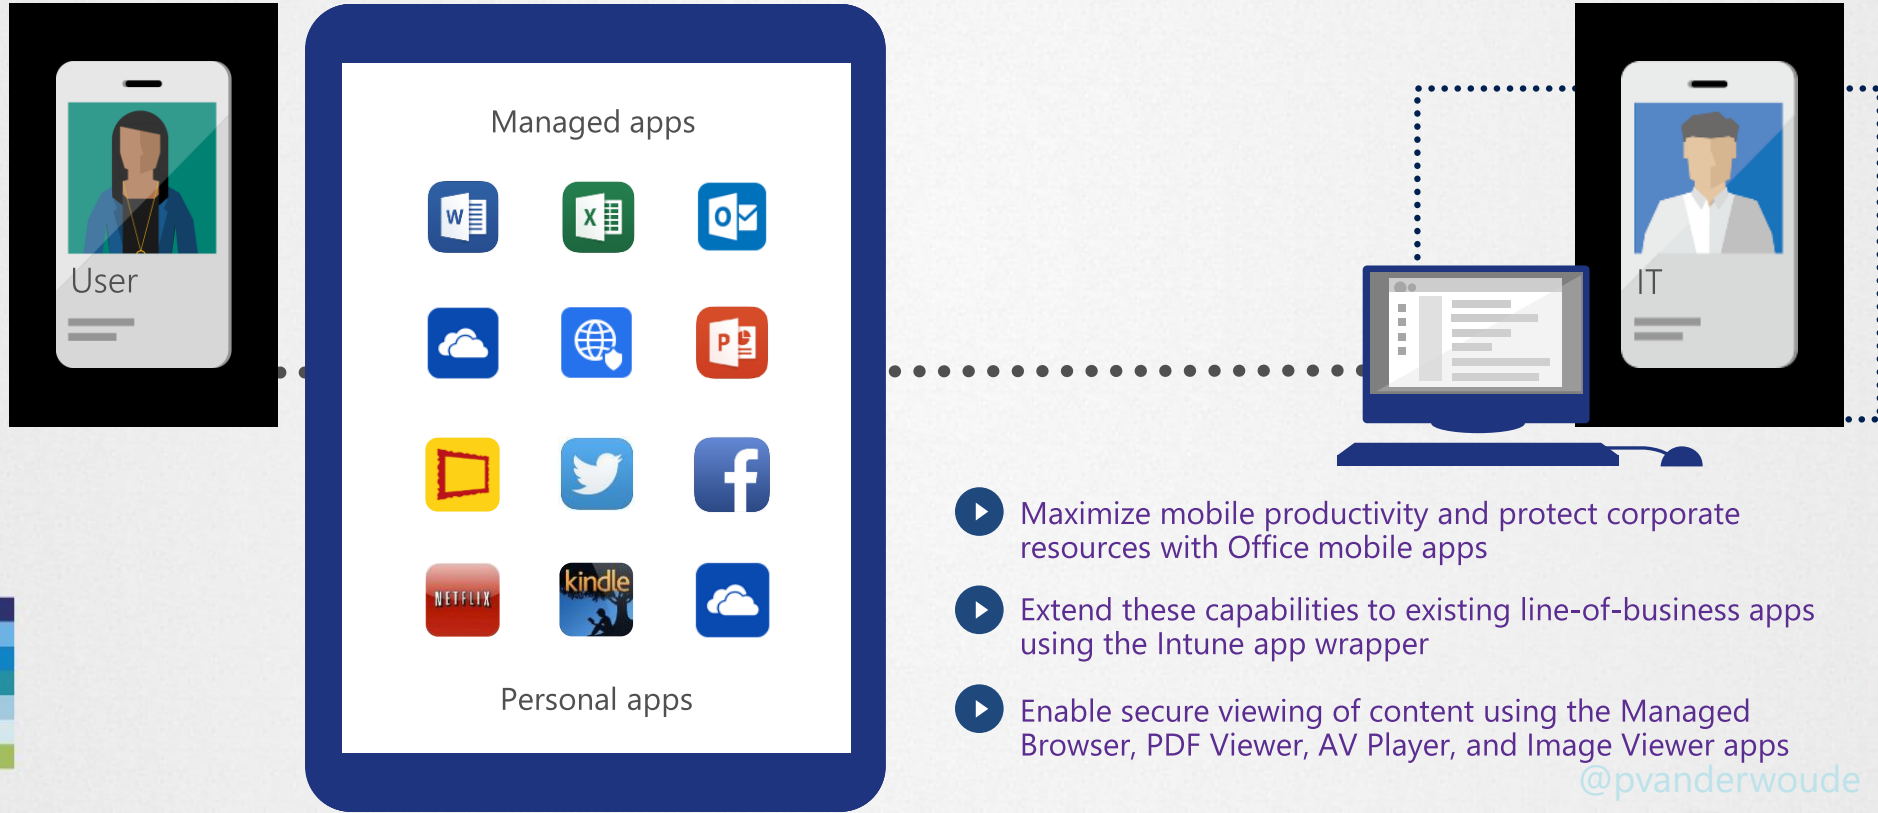 User
Managed apps
W
X
O
P
NETFLIX
kindle
Personal apps
IT
Maximize mobile productivity and protect corporate
resources with Office mobile apps
Extend these capabilities to existing line-of-business apps
using the Intune app wrapper
Enable secure viewing of content using the Managed
Browser, PDF Viewer, AV Player, and Image Viewer apps
@pvanderwoude